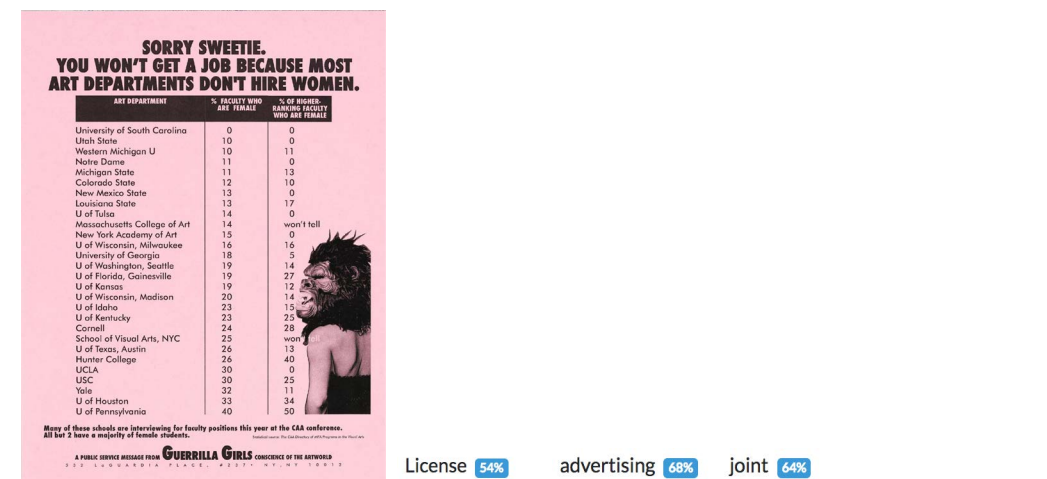 SORRY SWEETIE.
YOU WON'T GET A JOB BECAUSE MOST
ART DEPARTMENTS DON'T HIRE WOMEN.
ART DEPARTMENT % FACULTY WHO ARE FEMALE % OF HIGHER-RANKING FACULTY WHO ARE FEMALE
University of South Carolina 0 0
Utah State 10 0
Western Michigan U 10 11
Notre Dame 11 0
Michigan State 11 13
Colorado State 12 10
New Mexico State 13 0
Louisiana State 13 17
U of Tulsa 14 0
Massachusetts College of Art 14 won't tell
New York Academy of Art 15 0
U of Wisconsin, Milwaukee 16 16
University of Georgia 18 5
U of Washington, Seattle 19 14
U of Florida, Gainesville 19 27
U of Kansas 19 12
U of Wisconsin, Madison 20 14
U of Idaho 23 15
U of Kentucky 23 25
Cornell 24 28
School of Visual Arts, NYC 25 won't tell
U of Texas, Austin 26 13
Hunter College 26 40
UCLA 30 0
USC 30 25
Yale 32 11
U of Houston 33 34
U of Pennsylvania 40 50
Many of these schools are interviewing for faculty positions this year at the CAA conference.
All but 2 have a majority of female students.
A PUBLIC SERVICE MESSAGE FROM GUERRILLA GIRLS CONSCIENCE OF THE ARTWORLD
532 LaGUARDIA PLACE, #237• NY, NY 10012
License 54% advertising 68% joint 64%